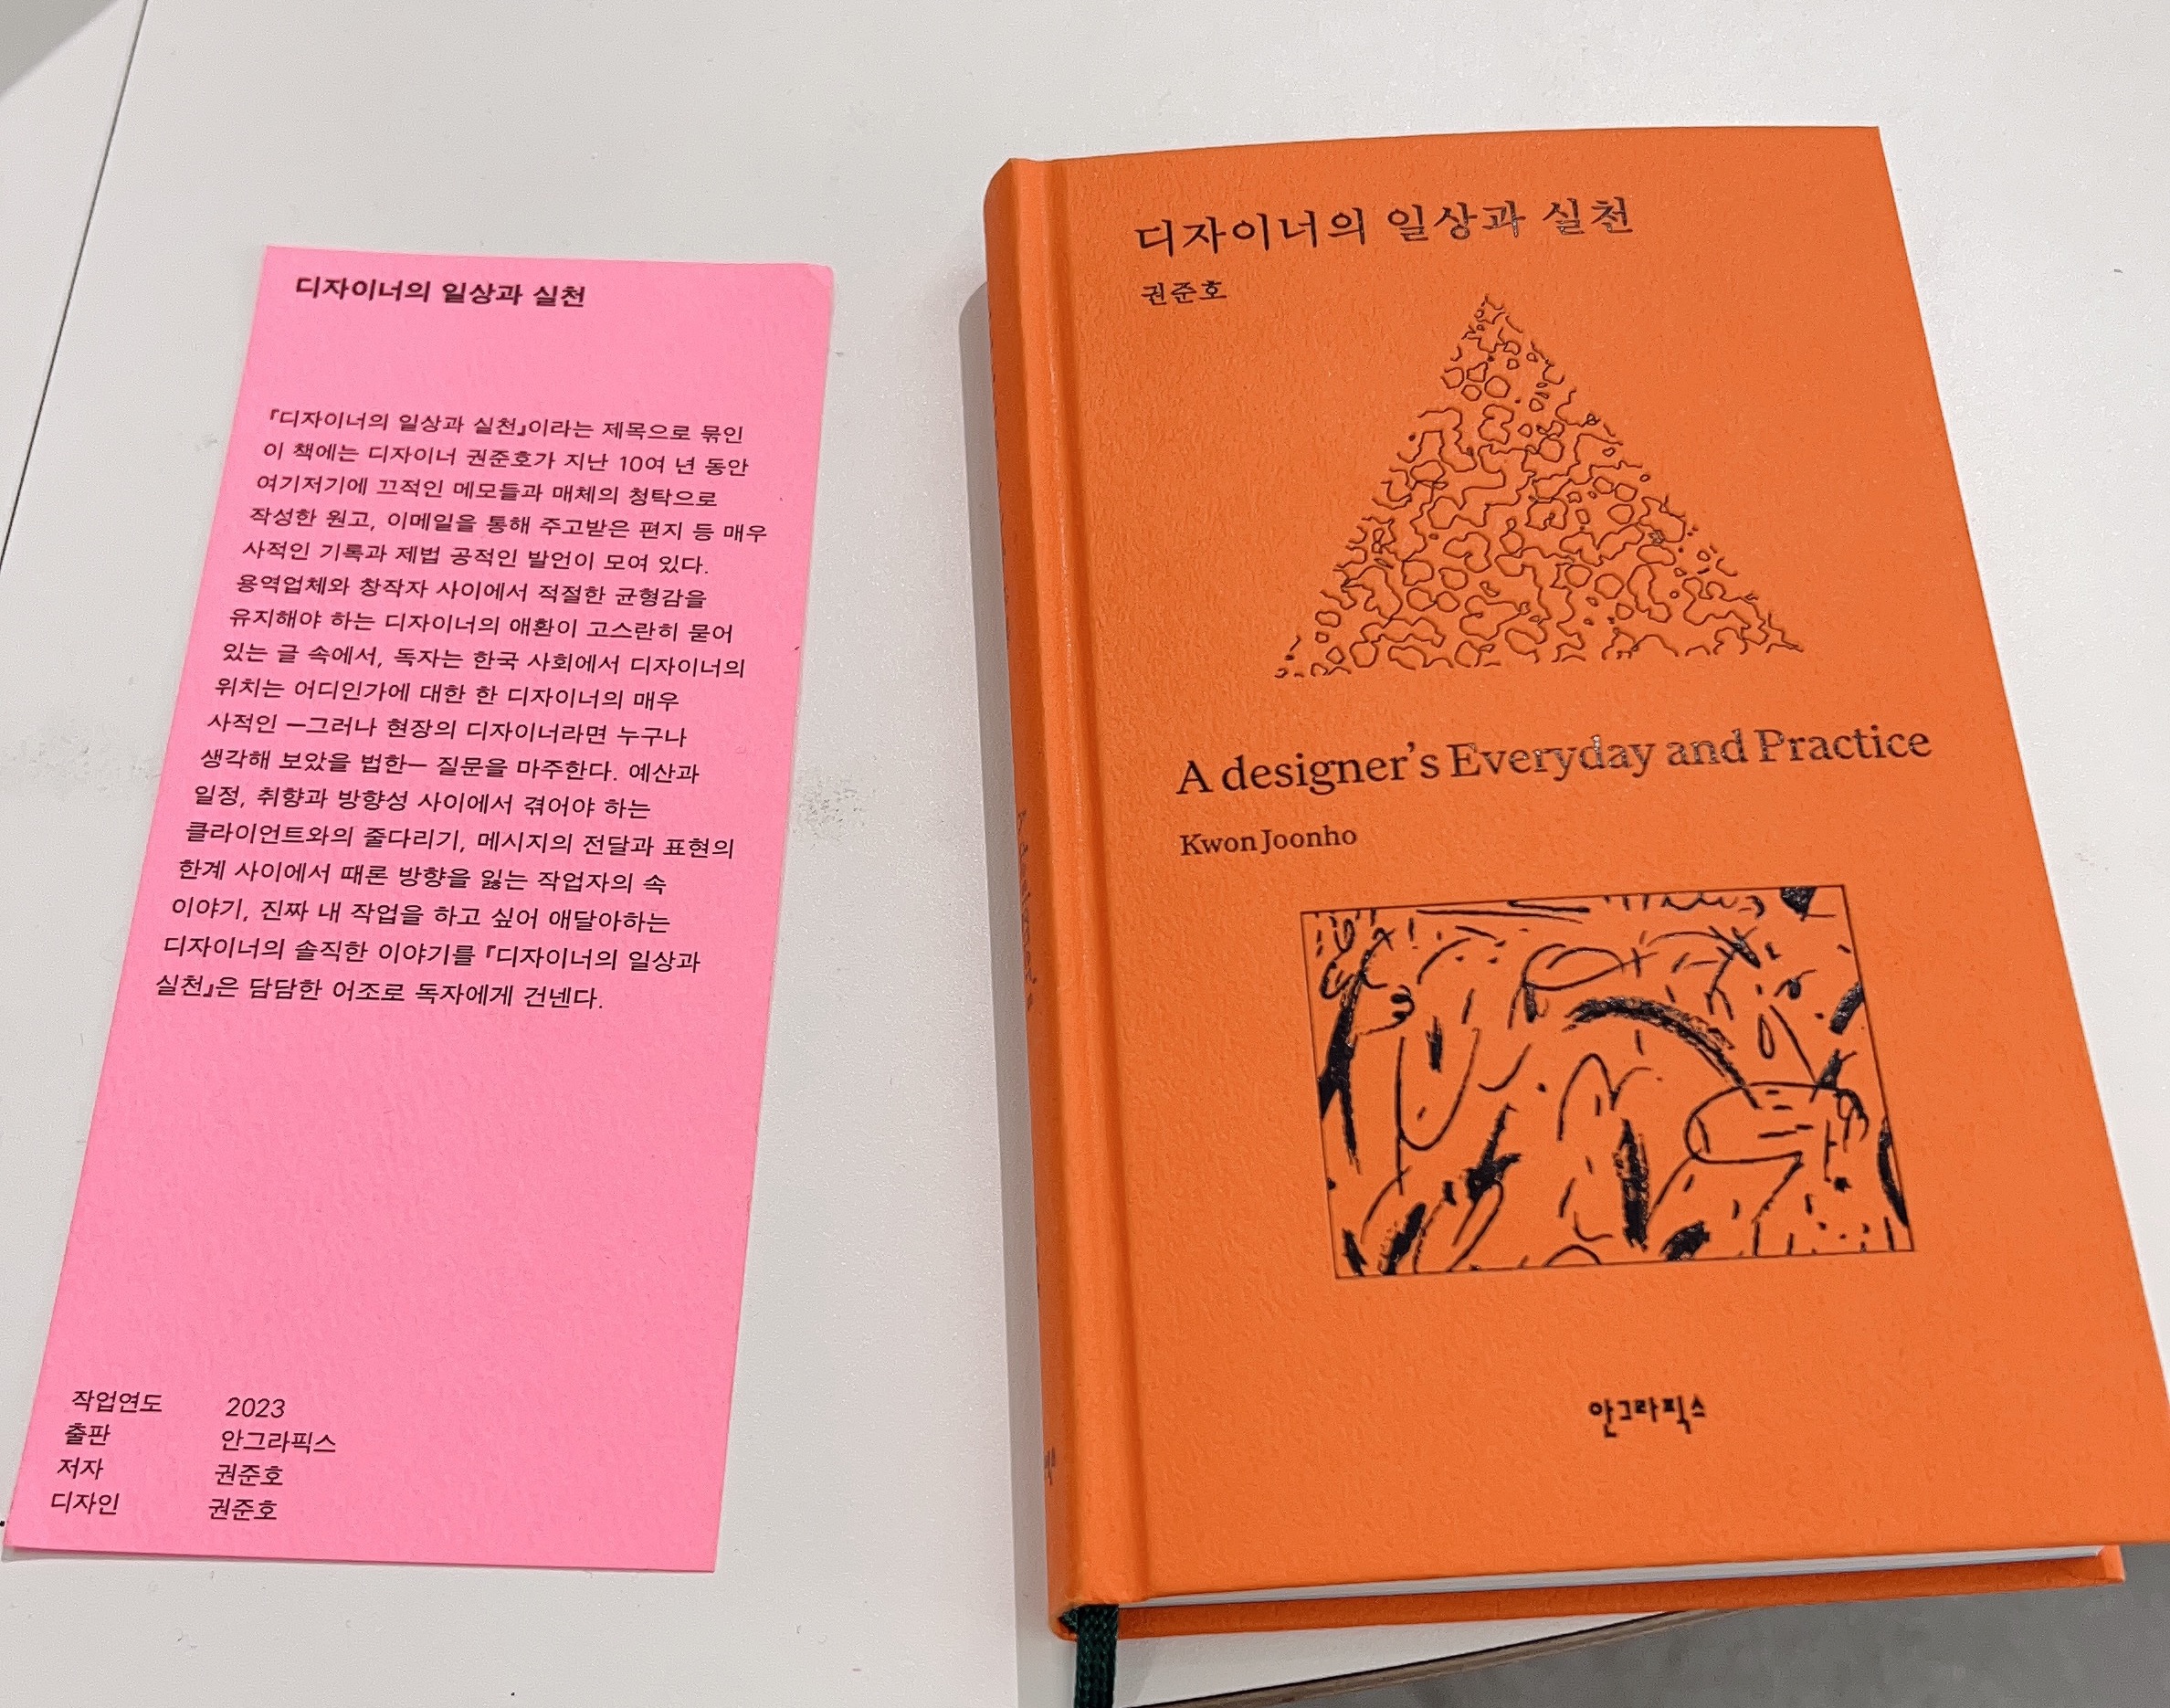 디자이너의 일상과 실천
『디자이너의 일상과 실천』이라는 제목으로 묶인
이 책에는 디자이너 권준호가 지난 10여 년 동안
여기저기에 끄적인 메모들과 매체의 청탁으로
작성한 원고, 이메일을 통해 주고받은 편지 등 매우
사적인 기록과 제법 공적인 발언이 모여 있다.
용역업체와 창작자 사이에서 적절한 균형감을
유지해야 하는 디자이너의 애환이 고스란히 묻어
있는 글 속에서, 독자는 한국 사회에서 디자이너의
위치는 어디인가에 대한 한 디자이너의 매우
사적인 —그러나 현장의 디자이너라면 누구나
생각해 보았을 법한— 질문을 마주한다. 예산과
일정, 취향과 방향성 사이에서 겪어야 하는
클라이언트와의 줄다리기, 메시지의 전달과 표현의
한계 사이에서 때론 방향을 잃는 작업자의 속
이야기, 진짜 내 작업을 하고 싶어 애달아하는
디자이너의 솔직한 이야기를 『디자이너의 일상과
실천』은 담담한 어조로 독자에게 건넨다.
작업연도 2023
출판 안그라픽스
저자 권준호
디자인 권준호
디자이너의 일상과 실천
권준호
A designer's Everyday and Practice
Kwon Joonho
안그라픽스